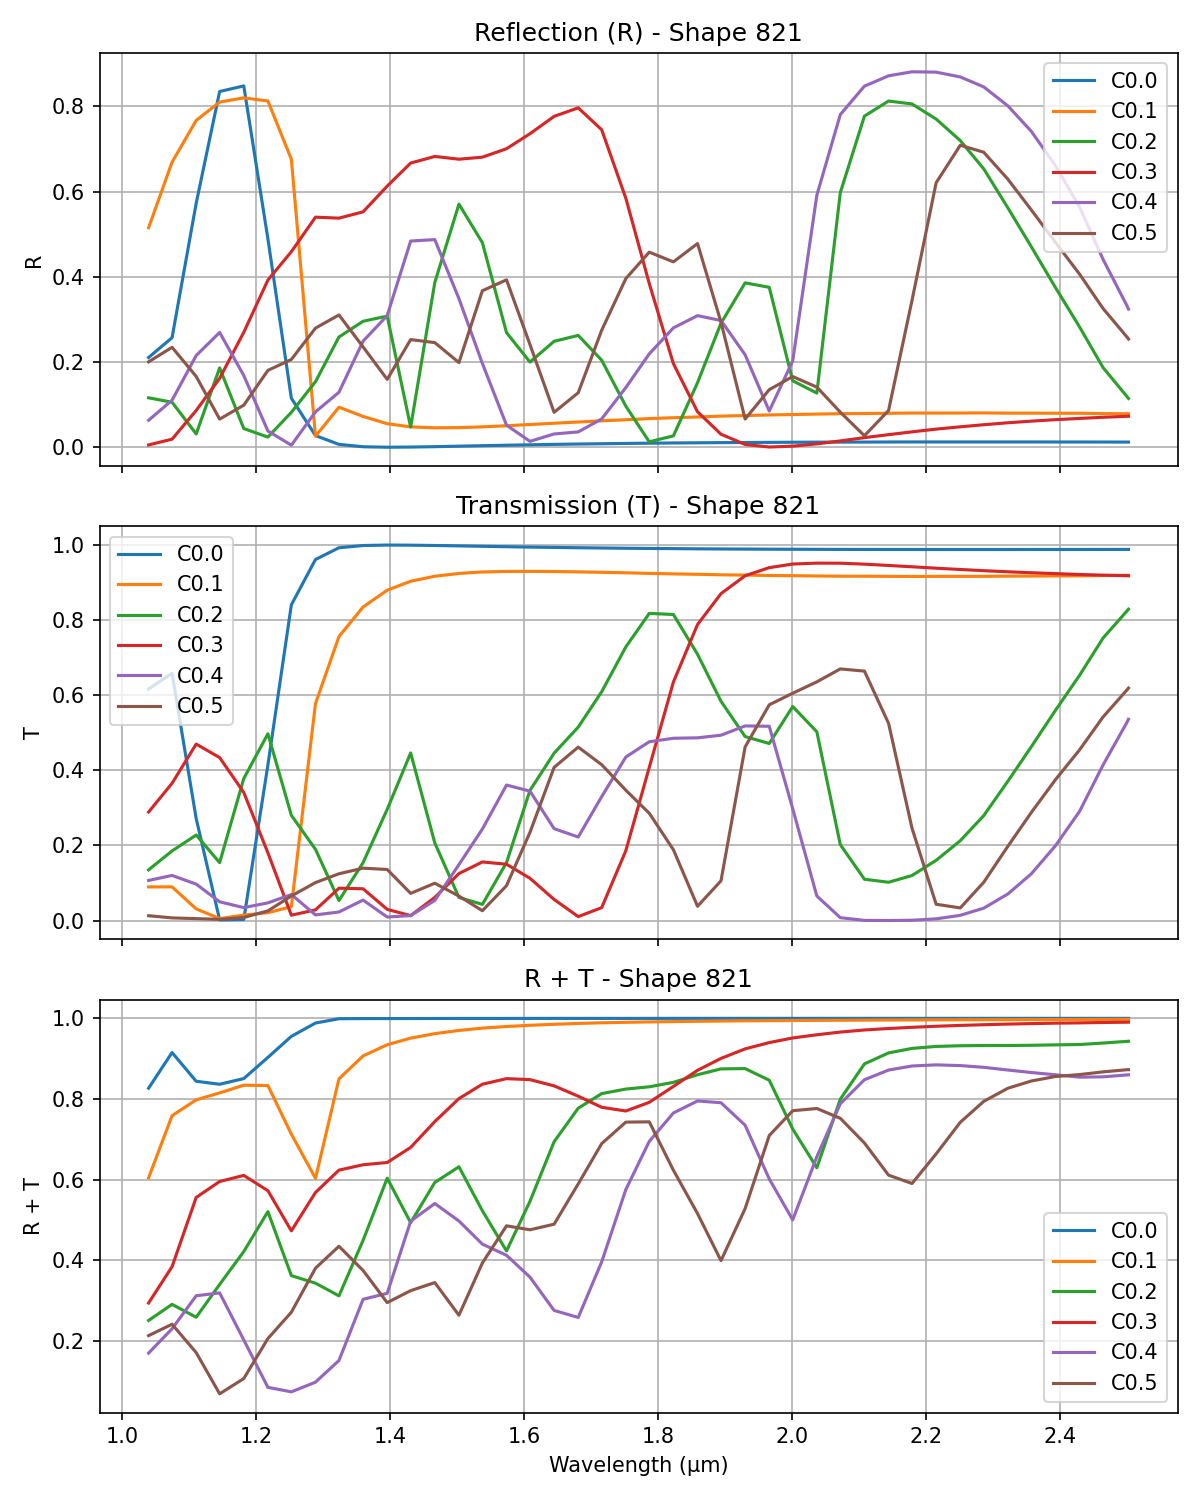 Reflection (R) - Shape 821
0.8
0.6
0.4
0.2
0.0
R
C0.0
C0.1
C0.2
C0.3
C0.4
C0.5
Transmission (T) - Shape 821
1.0
0.8
0.6
0.4
0.2
0.0
T
C0.0
C0.1
C0.2
C0.3
C0.4
C0.5
R + T - Shape 821
1.0
0.8
0.6
0.4
0.2
R + T
C0.0
C0.1
C0.2
C0.3
C0.4
C0.5
1.0 1.2 1.4 1.6 1.8 2.0 2.2 2.4
Wavelength (μm)